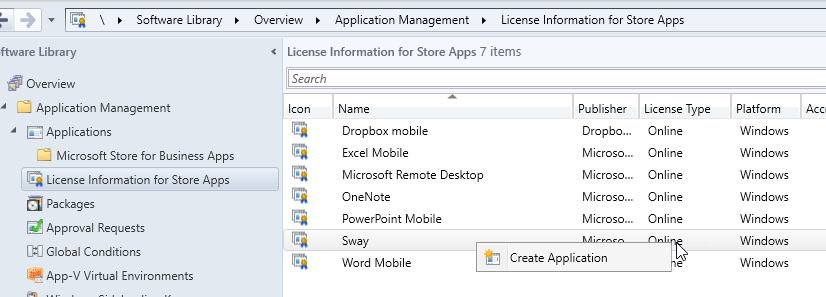 \ Software Library Overview Application Management License Information for Store Apps
ftware Library
License Information for Store Apps 7 items
Search
Overview
Application Management
Applications
Microsoft Store for Business Apps
License Information for Store Apps
Packages
Approval Requests
Global Conditions
App-V Virtual Environments
Icon Name Publisher License Type Platform Acc
Dropbox mobile Dropbo... Online Windows
Excel Mobile Microso... Online Windows
Microsoft Remote Desktop Microso... Online Windows
OneNote Microso... Online Windows
PowerPoint Mobile Microso... Online Windows
Sway Microso... Online Windows
Create Application
Word Mobile Windows